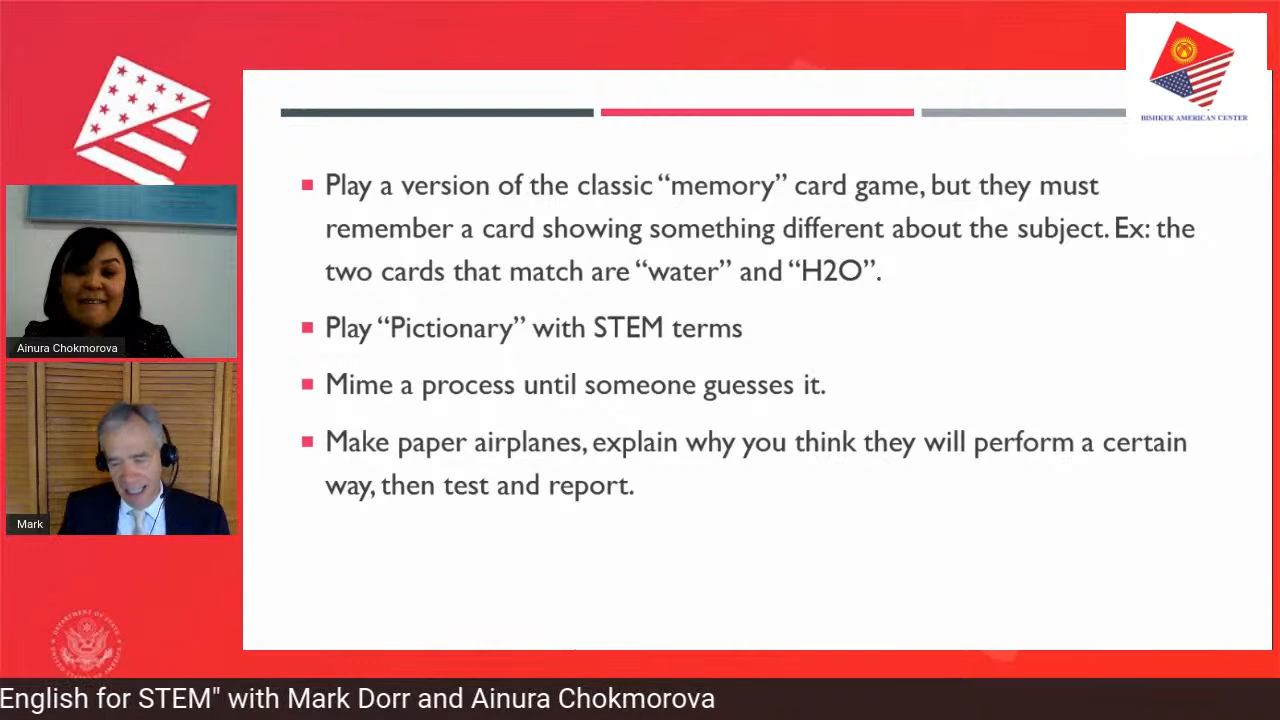 BISHKEK AMERICAN CENTER
Play a version of the classic “memory” card game, but they must
remember a card showing something different about the subject. Ex: the
two cards that match are “water” and “H2O”.
Play “Pictionary” with STEM terms
Mime a process until someone guesses it.
Make paper airplanes, explain why you think they will perform a certain
way, then test and report.
Ainura Chokmorova
Mark
English for STEM" with Mark Dorr and Ainura Chokmorova